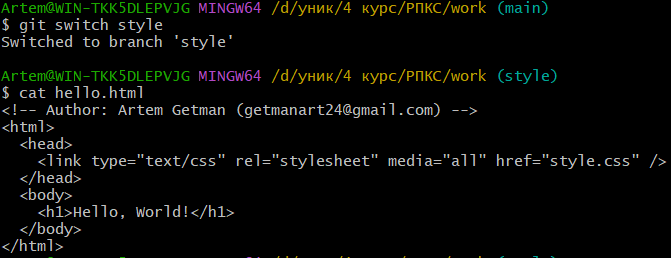 Artem@WIN-TKK5DLEPVJG MINGW64 /d/уник/4 курс/РПКС/work (main)
$ git switch style
Switched to branch 'style'
Artem@WIN-TKK5DLEPVJG MINGW64 /d/уник/4 курс/РПКС/work (style)
$ cat hello.html
<!-- Author: Artem Getman (getmanart24@gmail.com) -->
<html>
  <head>
    <link type="text/css" rel="stylesheet" media="all" href="style.css" />
  </head>
  <body>
    <h1>Hello, World!</h1>
  </body>
</html>